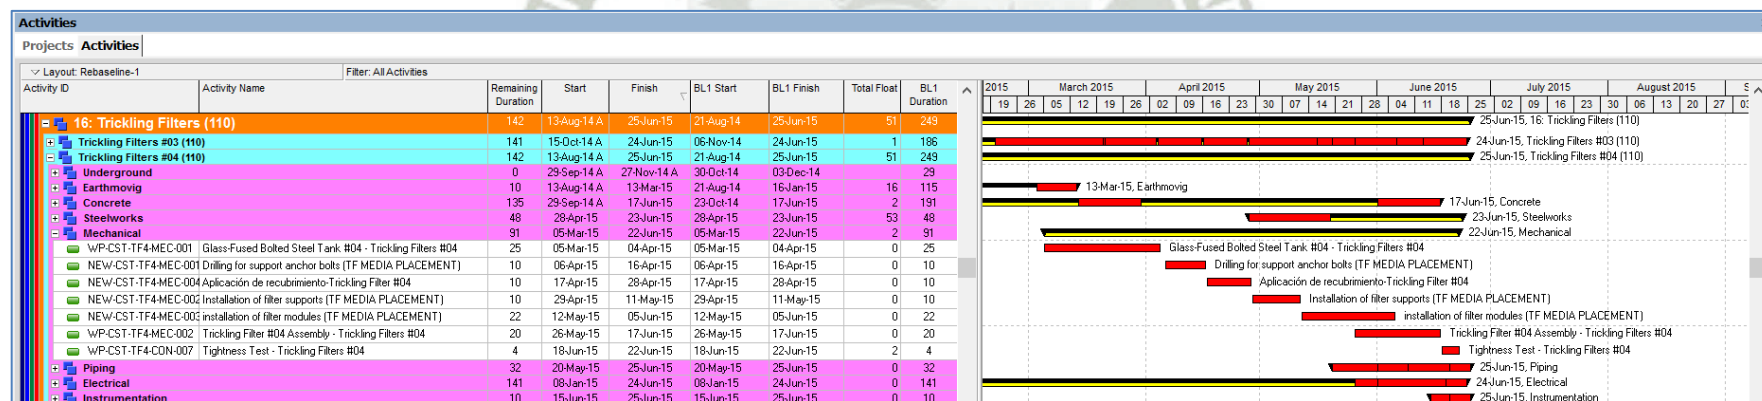 Activities
Projects Activities
Layout: Rebaseline-1 Filter: All Activities
Activity ID Activity Name Remaining Duration Start Finish BL1 Start BL1 Finish Total Float BL1 Duration
2015 March 2015 April 2015 May 2015 June 2015 July 2015 August 2015 S
19 26 05 12 19 26 02 09 16 23 30 07 14 21 28 04 11 18 25 02 09 16 23 30 06 13 20 27 03
16: Trickling Filters (110) 142 13-Aug-14 A 25-Jun-15 21-Aug-14 25-Jun-15 51 249 25-Jun-15, 16: Trickling Filters (110)
Trickling Filters #03 (110) 141 15-Oct-14 A 24-Jun-15 06-Nov-14 24-Jun-15 1 186 24-Jun-15, Trickling Filters #03 (110)
Trickling Filters #04 (110) 142 13-Aug-14 A 25-Jun-15 21-Aug-14 25-Jun-15 51 249 25-Jun-15, Trickling Filters #04 (110)
Underground 0 29-Sep-14 A 27-Nov-14 A 30-Oct-14 03-Dec-14 29
Earthmovig 10 13-Aug-14 A 13-Mar-15 21-Aug-14 16-Jan-15 16 115 13-Mar-15, Earthmovig
Concrete 135 29-Sep-14 A 17-Jun-15 23-Oct-14 17-Jun-15 2 191 17-Jun-15, Concrete
Steelworks 48 28-Apr-15 23-Jun-15 28-Apr-15 23-Jun-15 53 48 23-Jun-15, Steelworks
Mechanical 91 05-Mar-15 22-Jun-15 05-Mar-15 22-Jun-15 2 91 22-Jun-15, Mechanical
WP-CST-TF4-MEC-001 Glass-Fused Bolted Steel Tank #04 - Trickling Filters #04 25 05-Mar-15 04-Apr-15 05-Mar-15 04-Apr-15 0 25 Glass-Fused Bolted Steel Tank #04 - Trickling Filters #04
NEW-CST-TF4-MEC-001 Drilling for support anchor bolts (TF MEDIA PLACEMENT) 10 06-Apr-15 16-Apr-15 06-Apr-15 16-Apr-15 0 10 Drilling for support anchor bolts (TF MEDIA PLACEMENT)
NEW-CST-TF4-MEC-004 Aplicación de recubrimiento-Trickling Filter #04 10 17-Apr-15 28-Apr-15 17-Apr-15 28-Apr-15 0 10 Aplicación de recubrimiento-Trickling Filter #04
NEW-CST-TF4-MEC-002 Installation of filter supports (TF MEDIA PLACEMENT) 10 29-Apr-15 11-May-15 29-Apr-15 11-May-15 0 10 Installation of filter supports (TF MEDIA PLACEMENT)
NEW-CST-TF4-MEC-003 installation of filter modules (TF MEDIA PLACEMENT) 22 12-May-15 05-Jun-15 12-May-15 05-Jun-15 0 22 installation of filter modules (TF MEDIA PLACEMENT)
WP-CST-TF4-MEC-002 Trickling Filter #04 Assembly - Trickling Filters #04 20 26-May-15 17-Jun-15 26-May-15 17-Jun-15 0 20 Trickling Filter #04 Assembly - Trickling Filters #04
WP-CST-TF4-CON-007 Tightness Test - Trickling Filters #04 4 18-Jun-15 22-Jun-15 18-Jun-15 22-Jun-15 2 4 Tightness Test - Trickling Filters #04
Piping 32 20-May-15 25-Jun-15 20-May-15 25-Jun-15 0 32 25-Jun-15, Piping
Electrical 141 08-Jan-15 24-Jun-15 08-Jan-15 24-Jun-15 0 141 24-Jun-15, Electrical
Instrumentation 10 15-Jun-15 25-Jun-15 15-Jun-15 25-Jun-15 0 10 25-Jun-15, Instrumentation